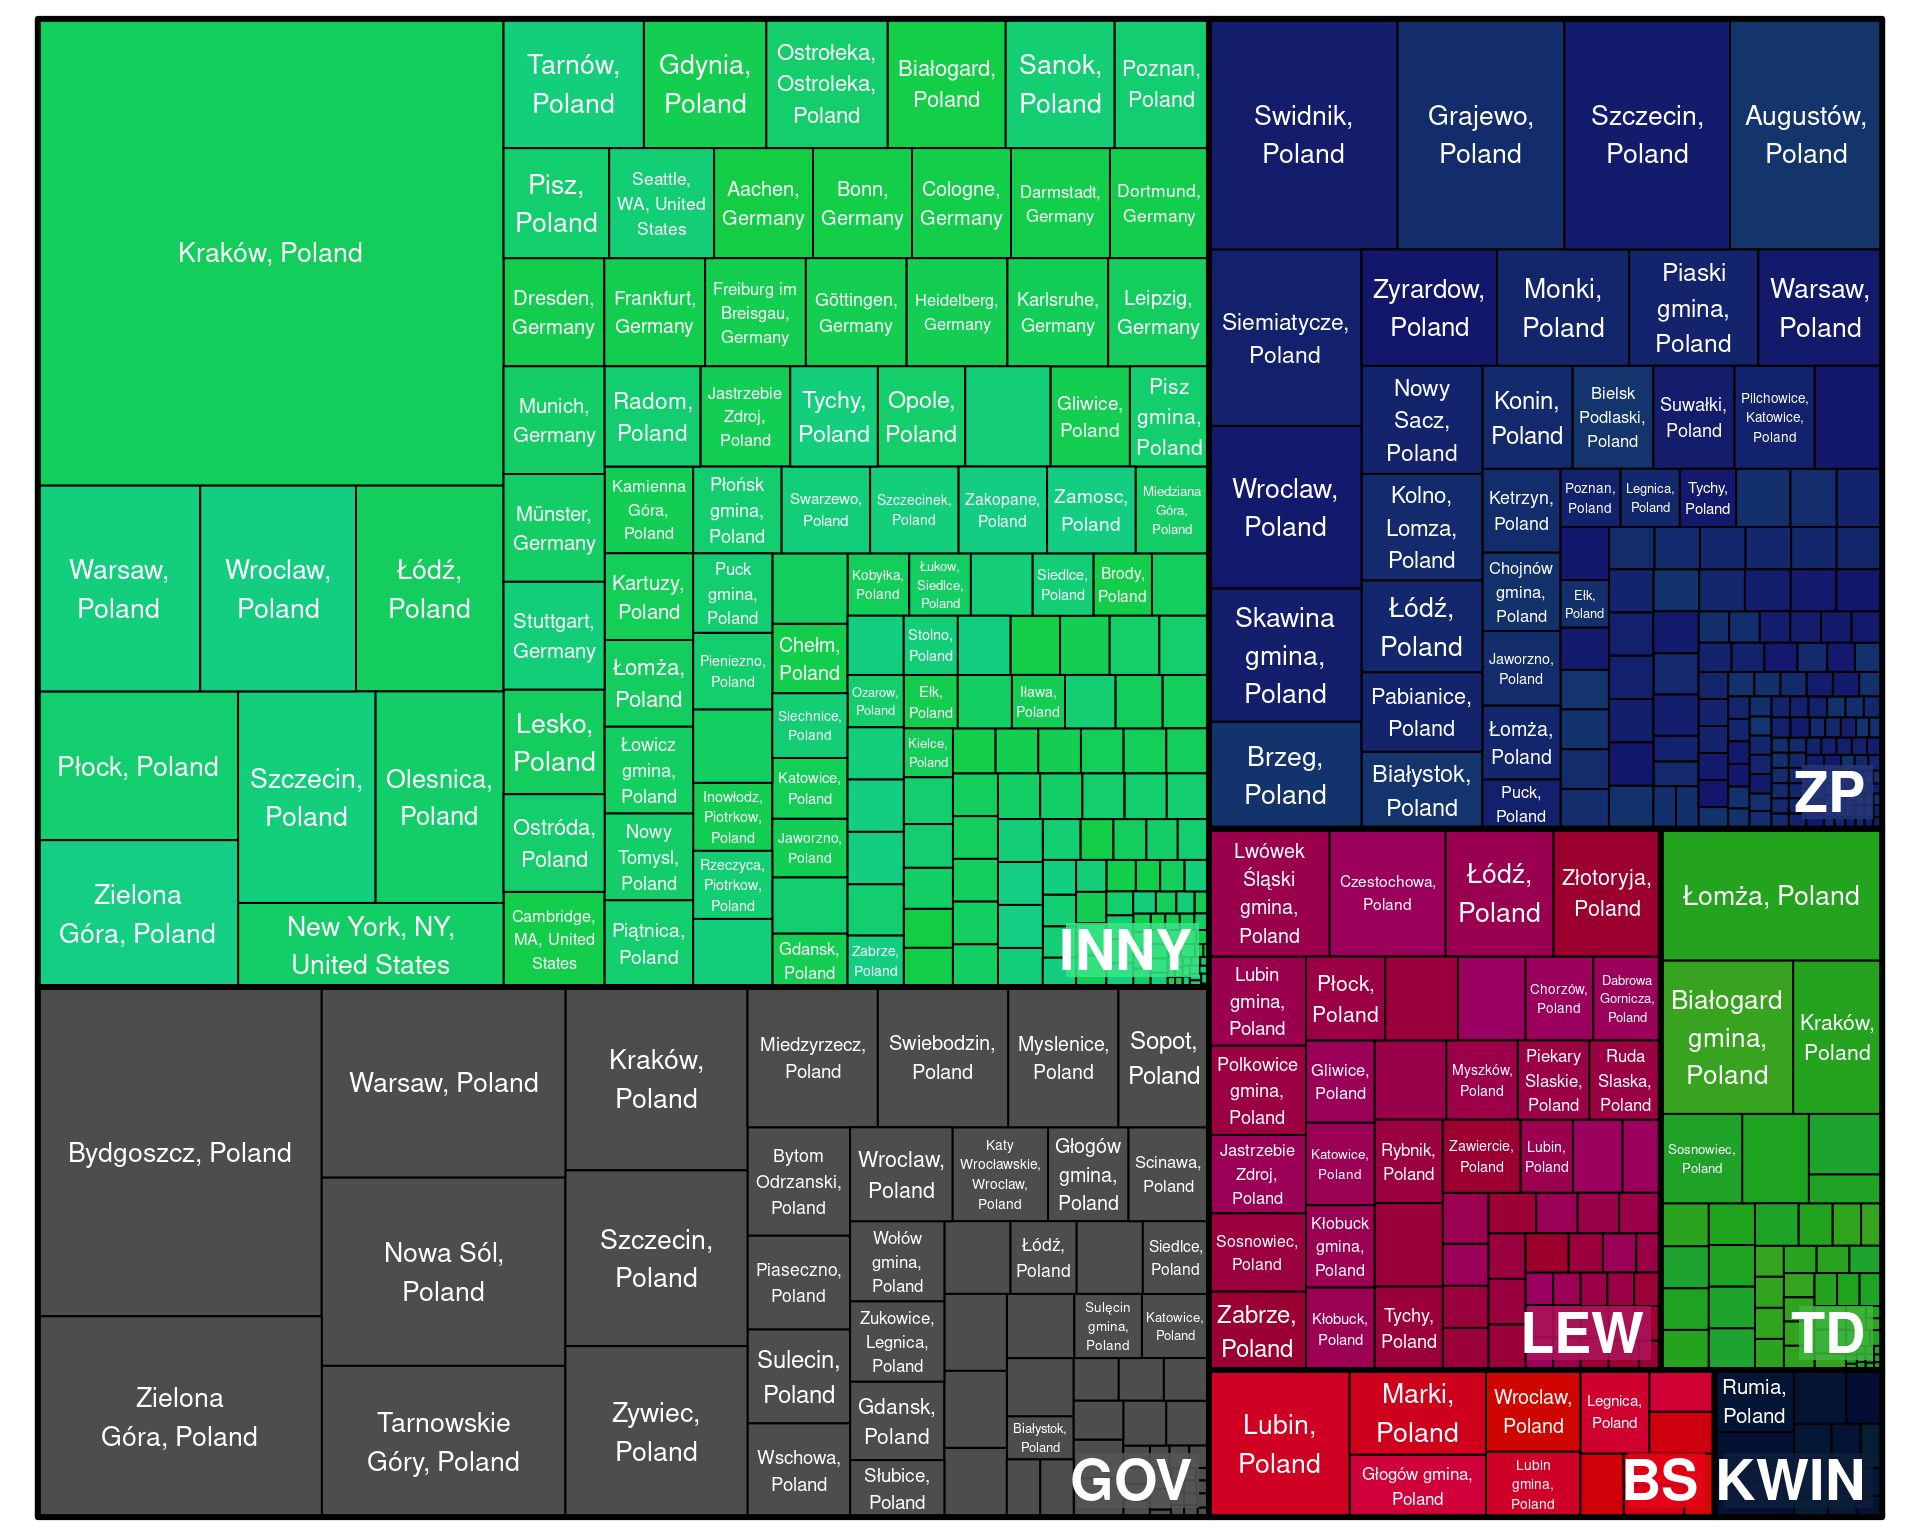 Kraków, Poland
Warsaw,
Poland
Wroclaw,
Poland
Łódź,
Poland
Płock, Poland
Zielona
Góra, Poland
Szczecin,
Poland
Olesnica,
Poland
New York, NY,
United States
Tarnów,
Poland
Gdynia,
Poland
Ostrołeka,
Ostroleka,
Poland
Białogard,
Poland
Sanok,
Poland
Poznan,
Poland
Pisz,
Poland
Seattle,
WA, United
States
Aachen,
Germany
Bonn,
Germany
Cologne,
Germany
Darmstadt,
Germany
Dortmund,
Germany
Dresden,
Germany
Frankfurt,
Germany
Freiburg im
Breisgau,
Germany
Göttingen,
Germany
Heidelberg,
Germany
Karlsruhe,
Germany
Leipzig,
Germany
Munich,
Germany
Münster,
Germany
Stuttgart,
Germany
Lesko,
Poland
Ostróda,
Poland
Cambridge,
MA, United
States
Radom,
Poland
Jastrzebie
Zdroj,
Poland
Tychy,
Poland
Opole,
Poland
Gliwice,
Poland
Pisz
gmina,
Poland
Kamienna
Góra,
Poland
Płońsk
gmina,
Poland
Swarzewo,
Poland
Szczecinek,
Poland
Zakopane,
Poland
Zamosc,
Poland
Miedziana
Góra,
Poland
Kartuzy,
Poland
Łomża,
Poland
Łowicz
gmina,
Poland
Nowy
Tomysl,
Poland
Piątnica,
Poland
Puck
gmina,
Poland
Pieniezno,
Poland
Inowłodz,
Piotrkow,
Poland
Rzeczyca,
Piotrkow,
Poland
Chełm,
Poland
Siechnice,
Poland
Katowice,
Poland
Jaworzno,
Poland
Gdansk,
Poland
Kobyłka,
Poland
Łukow,
Siedlce,
Poland
Siedlce,
Poland
Brody,
Poland
Stolno,
Poland
Ozarow,
Poland
Ełk,
Poland
Iława,
Poland
Kielce,
Poland
Zabrze,
Poland
INNY
Bydgoszcz, Poland
Zielona
Góra, Poland
Warsaw, Poland
Nowa Sól,
Poland
Tarnowskie
Góry, Poland
Kraków,
Poland
Szczecin,
Poland
Zywiec,
Poland
Miedzyrzecz,
Poland
Swiebodzin,
Poland
Myslenice,
Poland
Sopot,
Poland
Bytom
Odrzanski,
Poland
Piaseczno,
Poland
Sulecin,
Poland
Wschowa,
Poland
Wroclaw,
Poland
Katy
Wrocławskie,
Wroclaw,
Poland
Głogów
gmina,
Poland
Scinawa,
Poland
Wołów
gmina,
Poland
Zukowice,
Legnica,
Poland
Gdansk,
Poland
Słubice,
Poland
Łódź,
Poland
Siedlce,
Poland
Sulęcin
gmina,
Poland
Katowice,
Poland
Białystok,
Poland
GOV
Swidnik,
Poland
Grajewo,
Poland
Szczecin,
Poland
Augustów,
Poland
Siemiatycze,
Poland
Wroclaw,
Poland
Skawina
gmina,
Poland
Brzeg,
Poland
Zyrardow,
Poland
Monki,
Poland
Piaski
gmina,
Poland
Warsaw,
Poland
Nowy
Sacz,
Poland
Kolno,
Lomza,
Poland
Łódź,
Poland
Pabianice,
Poland
Białystok,
Poland
Konin,
Poland
Bielsk
Podlaski,
Poland
Suwałki,
Poland
Pilchowice,
Katowice,
Poland
Ketrzyn,
Poland
Chojnów
gmina,
Poland
Jaworzno,
Poland
Łomża,
Poland
Puck,
Poland
Poznan,
Poland
Legnica,
Poland
Tychy,
Poland
Ełk,
Poland
ZP
Lwówek
Śląski
gmina,
Poland
Czestochowa,
Poland
Łódź,
Poland
Złotoryja,
Poland
Lubin
gmina,
Poland
Polkowice
gmina,
Poland
Jastrzebie
Zdroj,
Poland
Sosnowiec,
Poland
Zabrze,
Poland
Płock,
Poland
Chorzów,
Poland
Dabrowa
Gornicza,
Poland
Gliwice,
Poland
Katowice,
Poland
Kłobuck
gmina,
Poland
Kłobuck,
Poland
Myszków,
Poland
Piekary
Slaskie,
Poland
Ruda
Slaska,
Poland
Rybnik,
Poland
Tychy,
Poland
Zawiercie,
Poland
Lubin,
Poland
LEW
Łomża, Poland
Białogard
gmina,
Poland
Kraków,
Poland
Sosnowiec,
Poland
TD
Lubin,
Poland
Marki,
Poland
Głogów gmina,
Poland
Wroclaw,
Poland
Lubin
gmina,
Poland
Legnica,
Poland
BS
Rumia,
Poland
KWIN